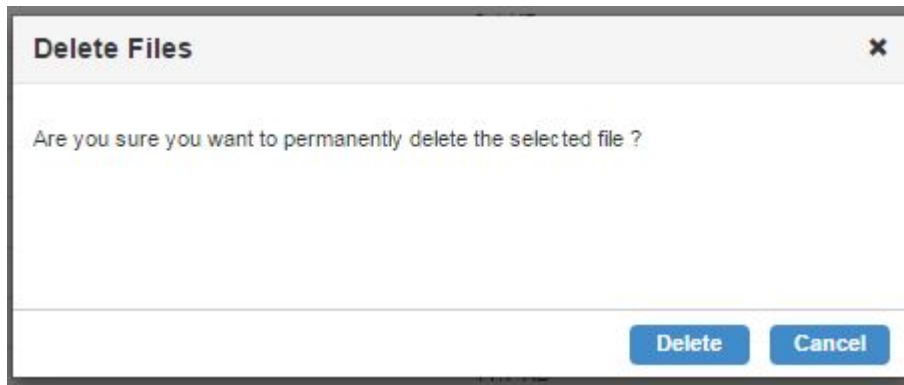 Delete Files
Are you sure you want to permanently delete the selected file ?
Delete Cancel